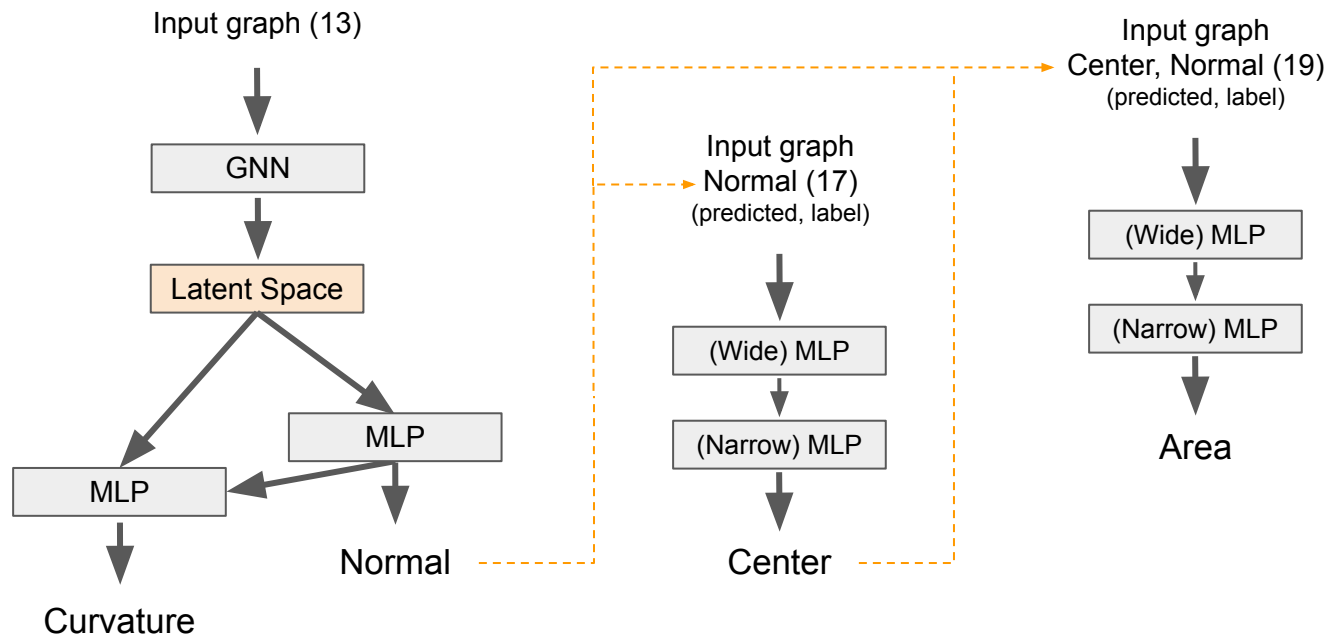 Input graph (13)
GNN
Latent Space
MLP
MLP
Normal
Curvature
Input graph
Normal (17)
(predicted, label)
(Wide) MLP
(Narrow) MLP
Center
Input graph
Center, Normal (19)
(predicted, label)
(Wide) MLP
(Narrow) MLP
Area